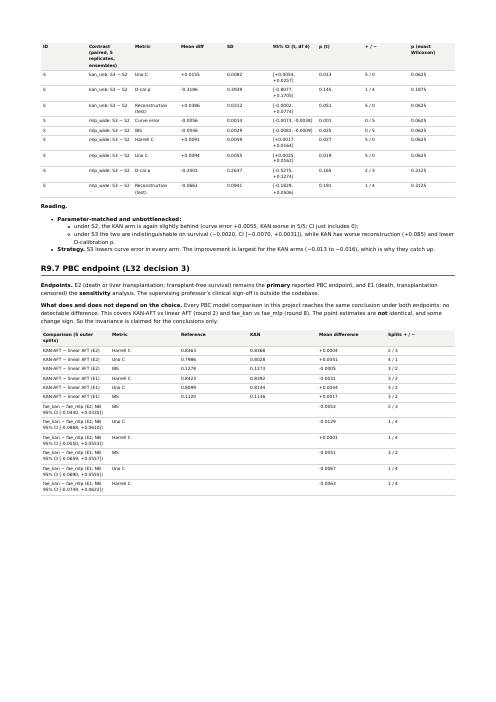 ID Contrast Metric Mean diff SD 95% CI (t, df 4) p (t) + / − p (exact
(paired, 5 Wilcoxon)
replicates,
ensembles)
S kan_unb: S3 − S2 Uno C +0.0155 0.0082 [+0.0054, 0.013 5 / 0 0.0625
+0.0257]
S kan_unb: S3 − S2 D-cal p -0.3186 0.3939 [-0.8077, 0.145 1 / 4 0.1875
+0.1705]
S kan_unb: S3 − S2 Reconstruction +0.0386 0.0312 [-0.0002, 0.051 5 / 0 0.0625
(test) +0.0774]
S mlp_wide: S3 − S2 Curve error -0.0056 0.0014 [-0.0073, -0.0038] 0.001 0 / 5 0.0625
S mlp_wide: S3 − S2 IBS -0.0046 0.0029 [-0.0082, -0.0009] 0.025 0 / 5 0.0625
S mlp_wide: S3 − S2 Harrell C +0.0091 0.0059 [+0.0017, 0.027 5 / 0 0.0625
+0.0164]
S mlp_wide: S3 − S2 Uno C +0.0094 0.0055 [+0.0025, 0.019 5 / 0 0.0625
+0.0162]
S mlp_wide: S3 − S2 D-cal p -0.2001 0.2637 [-0.5275, 0.165 2 / 3 0.3125
+0.1274]
S mlp_wide: S3 − S2 Reconstruction -0.0661 0.0941 [-0.1829, 0.191 1 / 4 0.3125
(test) +0.0506]
Reading.
• Parameter-matched and unbottlenecked:
○ under S2, the KAN arm is again slightly behind (curve error +0.0055, KAN worse in 5/5; CI just includes 0);
○ under S3 the two are indistinguishable on survival (−0.0020, CI [−0.0070, +0.0031]), while KAN has worse reconstruction (+0.085) and lower
D-calibration p.
• Strategy. S3 lowers curve error in every arm. The improvement is largest for the KAN arms (−0.013 to −0.016), which is why they catch up.
R9.7 PBC endpoint (L32 decision 3)
Endpoints. E2 (death or liver transplantation; transplant-free survival) remains the primary reported PBC endpoint, and E1 (death, transplantation
censored) the sensitivity analysis. The supervising professor's clinical sign-off is outside the codebase.
What does and does not depend on the choice. Every PBC model comparison in this project reaches the same conclusion under both endpoints: no
detectable difference. This covers KAN-AFT vs linear AFT (round 2) and fae_kan vs fae_mlp (round 8). The point estimates are not identical, and some
change sign. So the invariance is claimed for the conclusions only.
Comparison (5 outer Metric Reference KAN Mean difference Splits + / −
splits)
KAN-AFT − linear AFT (E2) Harrell C 0.8363 0.8368 +0.0004 2 / 3
KAN-AFT − linear AFT (E2) Uno C 0.7986 0.8028 +0.0041 4 / 1
KAN-AFT − linear AFT (E2) IBS 0.1278 0.1273 -0.0005 3 / 2
KAN-AFT − linear AFT (E1) Harrell C 0.8423 0.8392 -0.0031 3 / 2
KAN-AFT − linear AFT (E1) Uno C 0.8099 0.8144 +0.0044 3 / 2
KAN-AFT − linear AFT (E1) IBS 0.1120 0.1136 +0.0017 3 / 2
fae_kan − fae_mlp (E2; NB IBS -0.0053 2 / 3
95% CI [-0.0440, +0.0335])
fae_kan − fae_mlp (E2; NB Uno C -0.0129 1 / 4
95% CI [-0.0868, +0.0610])
fae_kan − fae_mlp (E2; NB Harrell C +0.0001 1 / 4
95% CI [-0.0550, +0.0553])
fae_kan − fae_mlp (E1; NB IBS -0.0051 3 / 2
95% CI [-0.0659, +0.0557])
fae_kan − fae_mlp (E1; NB Uno C -0.0067 1 / 4
95% CI [-0.0690, +0.0555])
fae_kan − fae_mlp (E1; NB Harrell C -0.0063 1 / 4
95% CI [-0.0749, +0.0622])